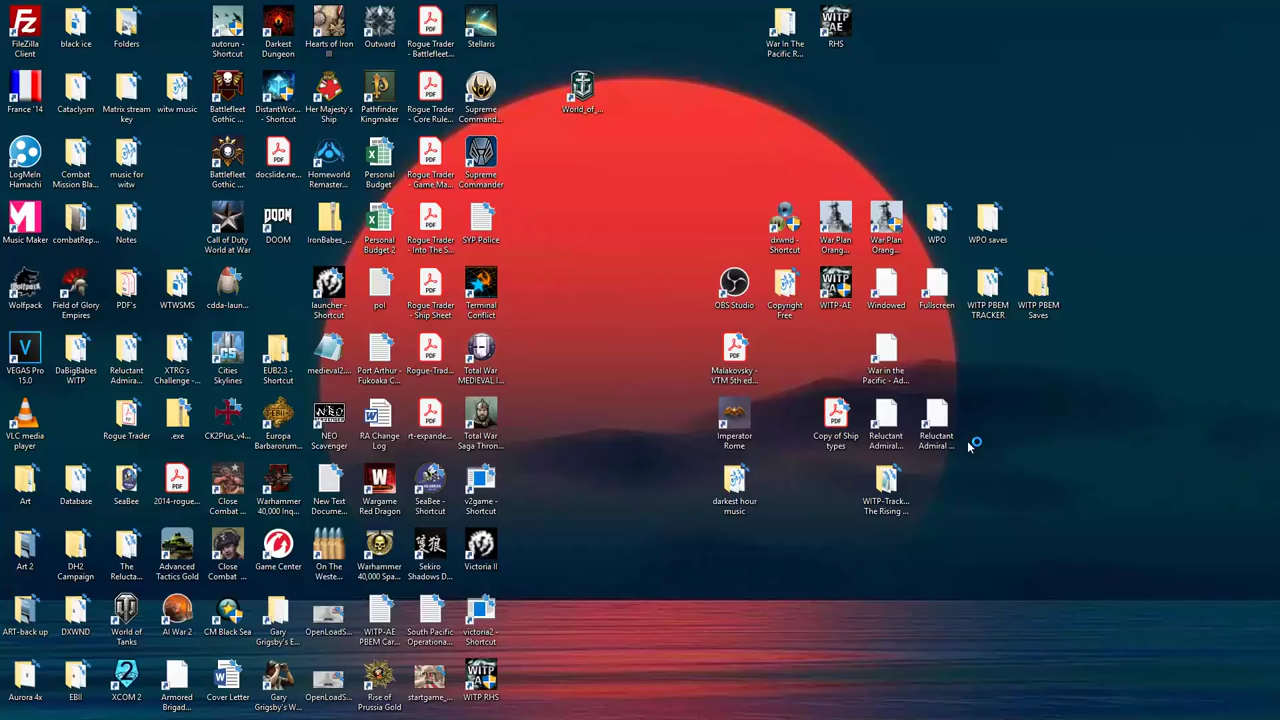 FileZilla Client
black ice
Folders
autorun - Shortcut
Darkest Dungeon
Hearts of Iron III
Outward
Rogue Trader - Battlefleet...
Stellaris
War In The Pacific R...
RHS
France '14
Cataclysm
Matrix stream key
witw music
Battlefleet Gothic ...
DistantWor... - Shortcut
Her Majesty's Ship
Pathfinder Kingmaker
Rogue Trader - Core Rule...
Supreme Command...
World_of_...
LogMeIn Hamachi
Combat Mission Bla...
music for witw
Battlefleet Gothic ...
docslide.ne...
Homeworld Remaster...
Personal Budget
Rogue Trader - Game Ma...
Supreme Commander
Music Maker
combatRep...
Notes
Call of Duty World at War
DOOM
IronBabes_...
Personal Budget 2
Rogue Trader - Into The S...
SYP Police
dxwnd - Shortcut
War Plan Orang...
War Plan Orang...
WPO
WPO saves
Wolfpack
Field of Glory Empires
PDF's
WTWSMS
cdda-laun...
launcher - Shortcut
pol
Rogue Trader - Ship Sheet
Terminal Conflict
OBS Studio
Copyright Free
WITP-AE
Windowed
Fullscreen
WITP PBEM TRACKER
WITP PBEM Saves
VEGAS Pro 15.0
DaBigBabes WITP
Reluctant Admira...
XTRG's Challenge -...
Cities Skylines
EUB2.3 - Shortcut
medieval2...
Port Arthur - Fukoaka C...
Rogue-Trad...
Total War MEDIEVAL I...
Malakovsky - VTM 5th ed...
War in the Pacific - Ad...
VLC media player
Rogue Trader
.exe
CK2Plus_v4...
Europa Barbarorum...
NEO Scavenger
RA Change Log
rt-expande...
Total War Saga Thron...
Imperator Rome
Copy of Ship types
Reluctant Admiral...
Reluctant Admiral ...
Art
Database
SeaBee
2014-rogue...
Close Combat ...
Warhammer 40,000 Inq...
New Text Docume...
Wargame Red Dragon
SeaBee - Shortcut
v2game - Shortcut
darkest hour music
WITP-Track... The Rising ...
Art 2
DH2 Campaign
The Relucta...
Advanced Tactics Gold
Close Combat ...
Game Center
On The Weste...
Warhammer 40,000 Spa...
Sekiro Shadows D...
Victoria II
ART-back up
DXWND
World of Tanks
AI War 2
CM Black Sea
Gary Grigsby's E...
OpenLoadS...
WITP-AE PBEM Car...
South Pacific Operationa...
victoria2 - Shortcut
Aurora 4x
EBII
XCOM 2
Armored Brigad...
Cover Letter
Gary Grigsby's W...
OpenLoadS...
Rise of Prussia Gold
startgame_...
WITP RHS